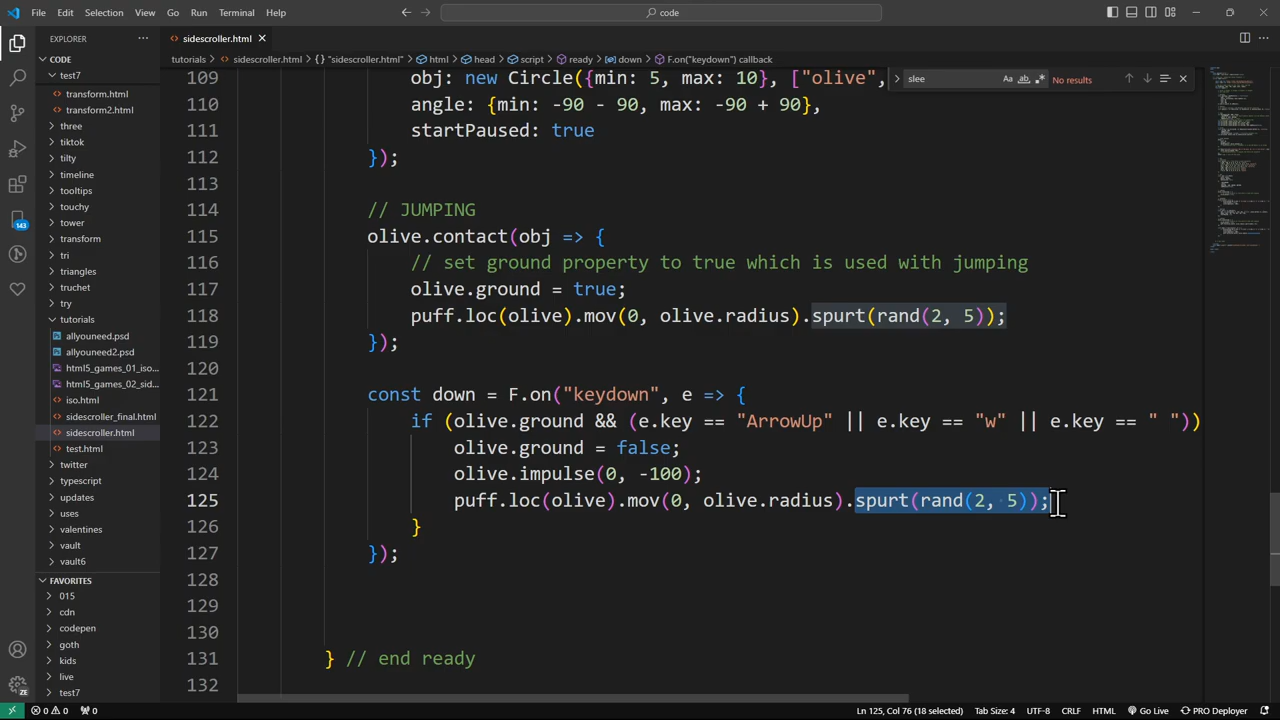 File Edit Selection View Go Run Terminal Help
code
EXPLORER
sidescroller.html
CODE
tutorials > sidescroller.html > {} "sidescroller.html" > html > head > script > ready > down > F.on("keydown") callback
test7
transform.html
transform2.html
three
tiktok
tilty
timeline
tooltips
touchy
tower
transform
tri
triangles
truchet
try
tutorials
allyouneed.psd
allyouneed2.psd
html5_games_01_iso...
html5_games_02_sid...
iso.html
sidescroller_final.html
sidescroller.html
test.html
twitter
typescript
updates
uses
valentines
vault
vault6
FAVORITES
015
cdn
codepen
goth
kids
live
test7
143
slee
Aa ab .*
No results
109 obj: new Circle({min: 5, max: 10}, ["olive",
110 angle: {min: -90 - 90, max: -90 + 90},
111 startPaused: true
112 });
113
114 // JUMPING
115 olive.contact(obj => {
116 // set ground property to true which is used with jumping
117 olive.ground = true;
118 puff.loc(olive).mov(0, olive.radius).spurt(rand(2, 5));
119 });
120
121 const down = F.on("keydown", e => {
122 if (olive.ground && (e.key == "ArrowUp" || e.key == "w" || e.key == " "))
123 olive.ground = false;
124 olive.impulse(0, -100);
125 puff.loc(olive).mov(0, olive.radius).spurt(rand(2, 5));
126 }
127 });
128
129
130
131 } // end ready
132
0 0 0 Ln 125, Col 76 (18 selected) Tab Size: 4 UTF-8 CRLF HTML Go Live PRO Deployer